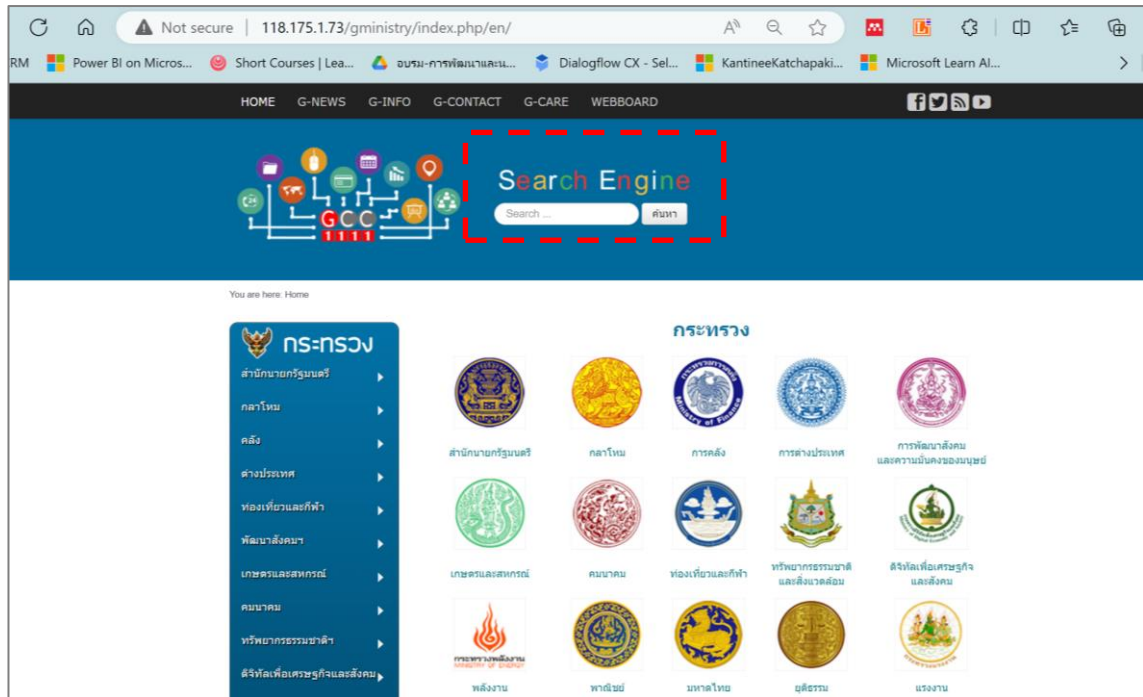 Not secure | 118.175.1.73/gministry/index.php/en/
RM Power BI on Micros... Short Courses | Lea... อบรม-การพัฒนาและน... Dialogflow CX - Sel... KantineeKatchapaki... Microsoft Learn AI...
HOME G-NEWS G-INFO G-CONTACT G-CARE WEBBOARD
GCC
1111
Search Engine
Search ... ค้นหา
You are here: Home
กระทรวง
สำนักนายกรัฐมนตรี
กลาโหม
คลัง
ต่างประเทศ
ท่องเที่ยวและกีฬา
พัฒนาสังคมฯ
เกษตรและสหกรณ์
คมนาคม
ทรัพยากรธรรมชาติฯ
ดิจิทัลเพื่อเศรษฐกิจและสังคม
กระทรวง
Ministry of Finance
สำนักนายกรัฐมนตรี กลาโหม การคลัง การต่างประเทศ การพัฒนาสังคม
และความมั่นคงของมนุษย์
เกษตรและสหกรณ์ คมนาคม ท่องเที่ยวและกีฬา ทรัพยากรธรรมชาติ
และสิ่งแวดล้อม
ดิจิทัลเพื่อเศรษฐกิจ
และสังคม
กระทรวงพลังงาน
MINISTRY OF ENERGY
พลังงาน พาณิชย์ มหาดไทย ยุติธรรม แรงงาน